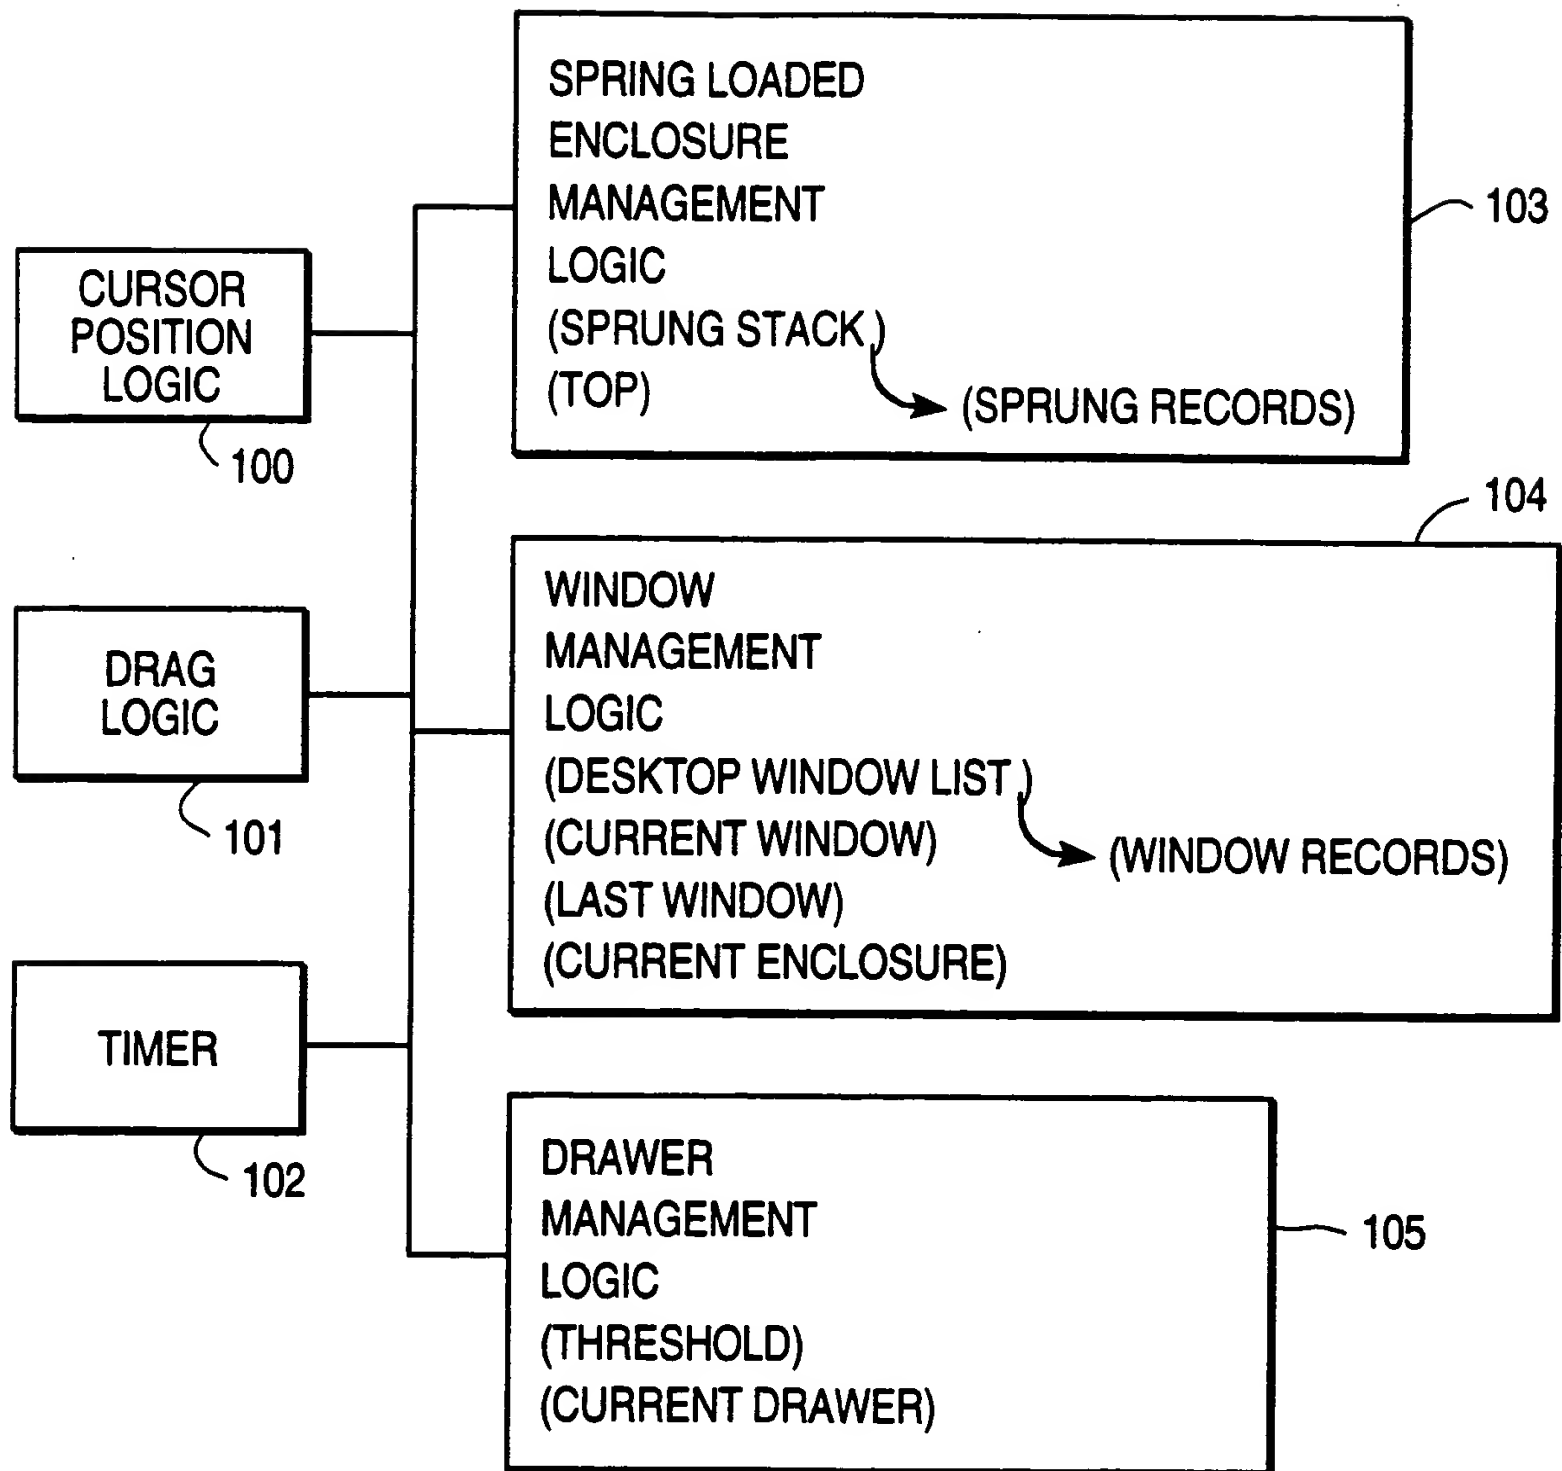 CURSOR
POSITION
LOGIC
100
DRAG
LOGIC
101
TIMER
102
SPRING LOADED
ENCLOSURE
MANAGEMENT
LOGIC
(SPRUNG STACK)
(TOP)
(SPRUNG RECORDS)
103
WINDOW
MANAGEMENT
LOGIC
(DESKTOP WINDOW LIST)
(CURRENT WINDOW)
(WINDOW RECORDS)
(LAST WINDOW)
(CURRENT ENCLOSURE)
104
DRAWER
MANAGEMENT
LOGIC
(THRESHOLD)
(CURRENT DRAWER)
105